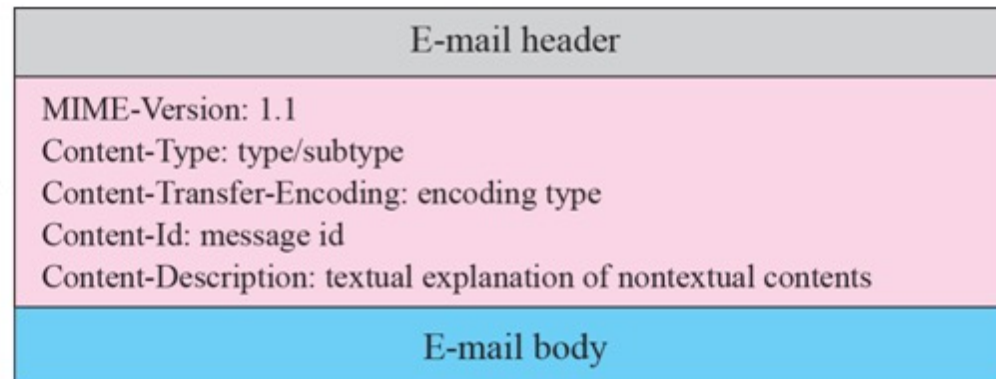 E-mail header
MIME-Version: 1.1
Content-Type: type/subtype
Content-Transfer-Encoding: encoding type
Content-Id: message id
Content-Description: textual explanation of nontextual contents
E-mail body